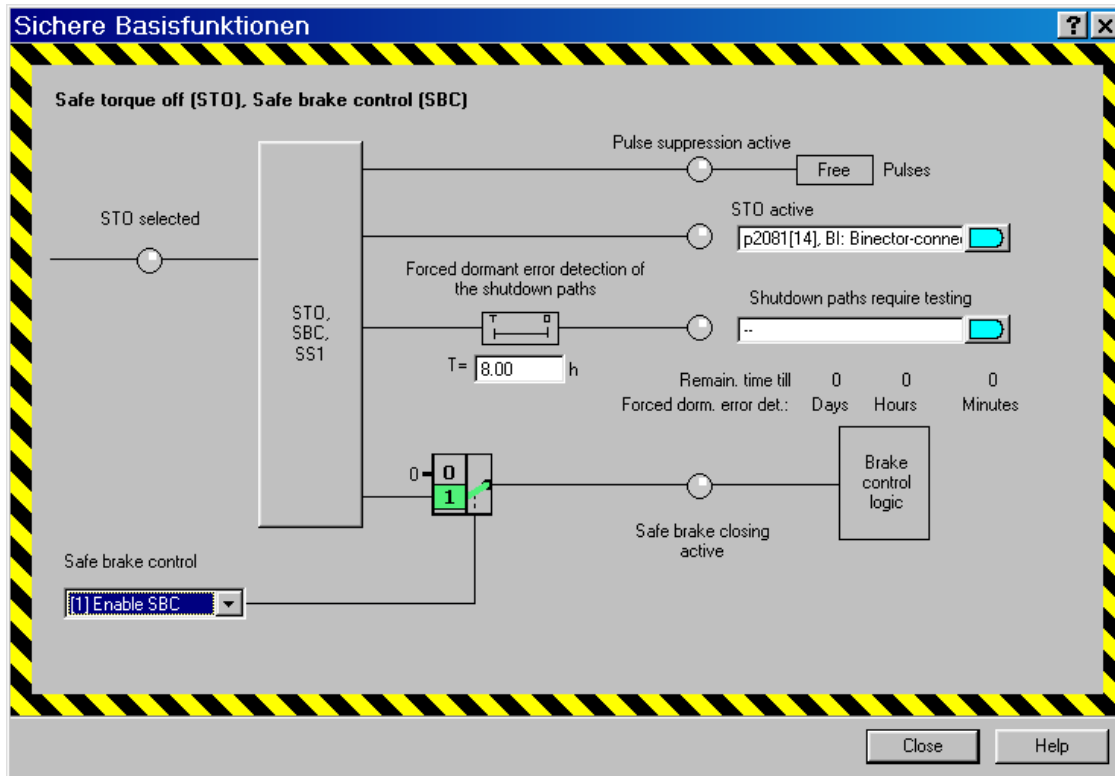 Sichere Basisfunktionen
? ×
Safe torque off (STO), Safe brake control (SBC)
Pulse suppression active
Free Pulses
STO selected
STO active
p2081[14], BI: Binector-connec
Forced dormant error detection of
the shutdown paths
T 0
Shutdown paths require testing
--
STO,
SBC,
SS1
T= 8.00 h
Remain. time till 0 0 0
Forced dorm. error det.: Days Hours Minutes
0 0
1
Brake
control
logic
Safe brake closing
active
Safe brake control
[1] Enable SBC
Close Help